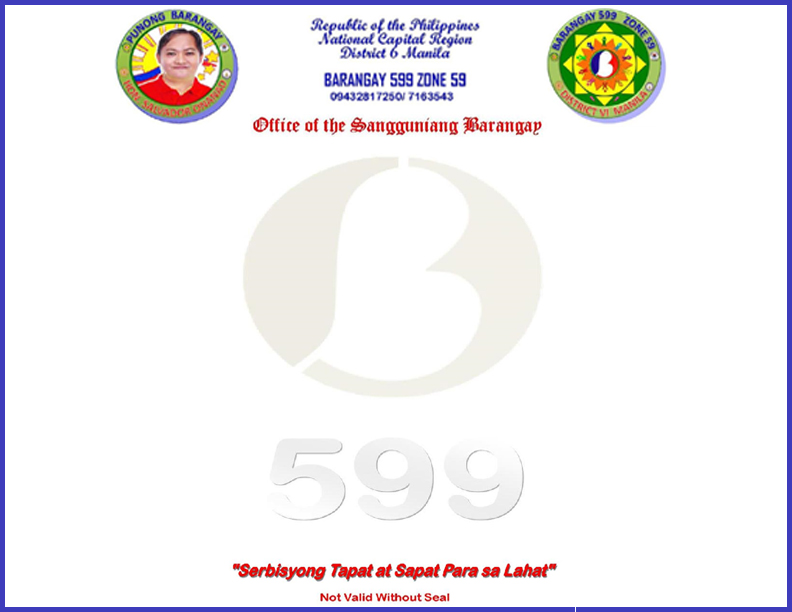 PUNONG BARANGAY
HON. SALVADOR
Republic of the Philippines
National Capital Region
District 6 Manila
BARANGAY 599 ZONE 59
09432817250/ 7163543
BARANGAY 599 ZONE 59
DISTRICT VI MANILA
Office of the Sangguniang Barangay
599
"Serbisyong Tapat at Sapat Para sa Lahat"
Not Valid Without Seal